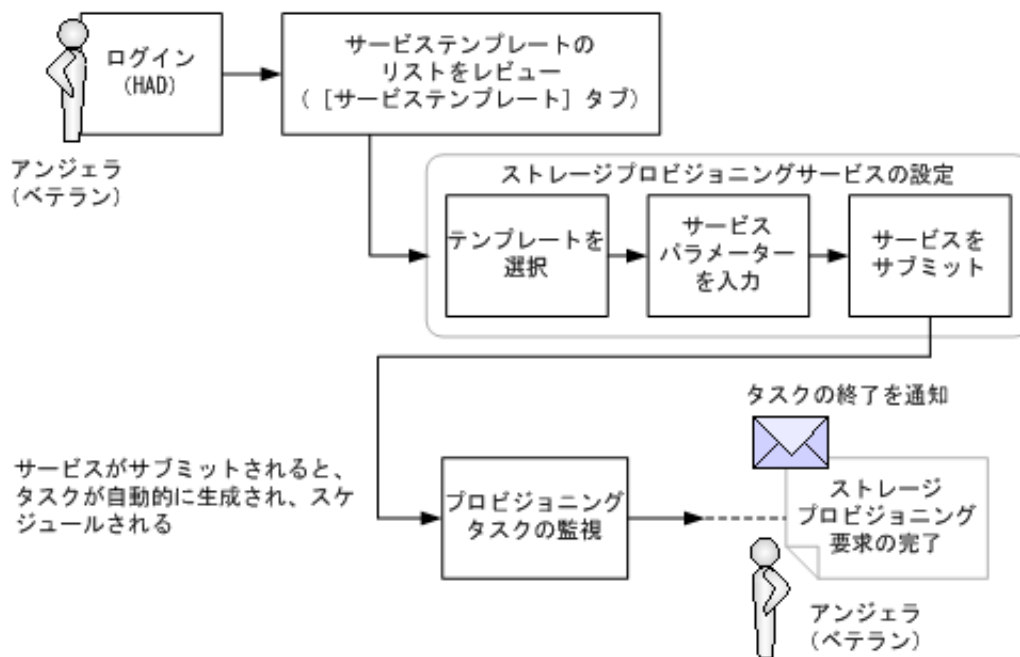 ログイン
(HAD)
サービステンプレートの
リストをレビュー
（［サービステンプレート］タブ）
アンジェラ
（ベテラン）
ストレージプロビジョニングサービスの設定
テンプレートを
選択
サービス
パラメーター
を入力
サービスを
サブミット
タスクの終了を通知
サービスがサブミットされると、
タスクが自動的に生成され、スケ
ジュールされる
プロビジョニング
タスクの監視
ストレージ
プロビジョニング
要求の完了
アンジェラ
（ベテラン）